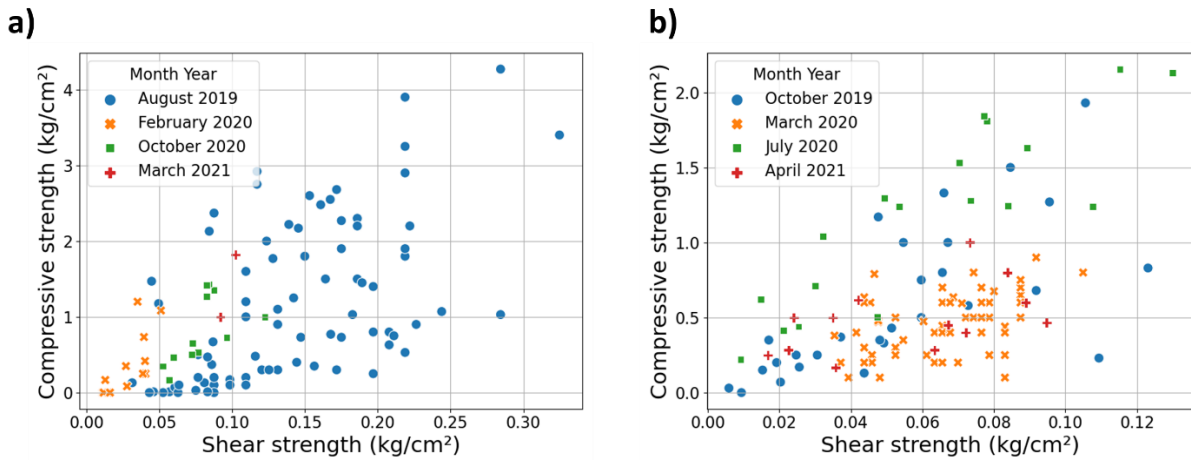 a)
Compressive strength (kg/cm²)
4
3
2
1
0
Month Year
August 2019
February 2020
October 2020
March 2021
0.00 0.05 0.10 0.15 0.20 0.25 0.30
Shear strength (kg/cm²)
b)
Compressive strength (kg/cm²)
2.0
1.5
1.0
0.5
0.0
Month Year
October 2019
March 2020
July 2020
April 2021
0.00 0.02 0.04 0.06 0.08 0.10 0.12
Shear strength (kg/cm²)